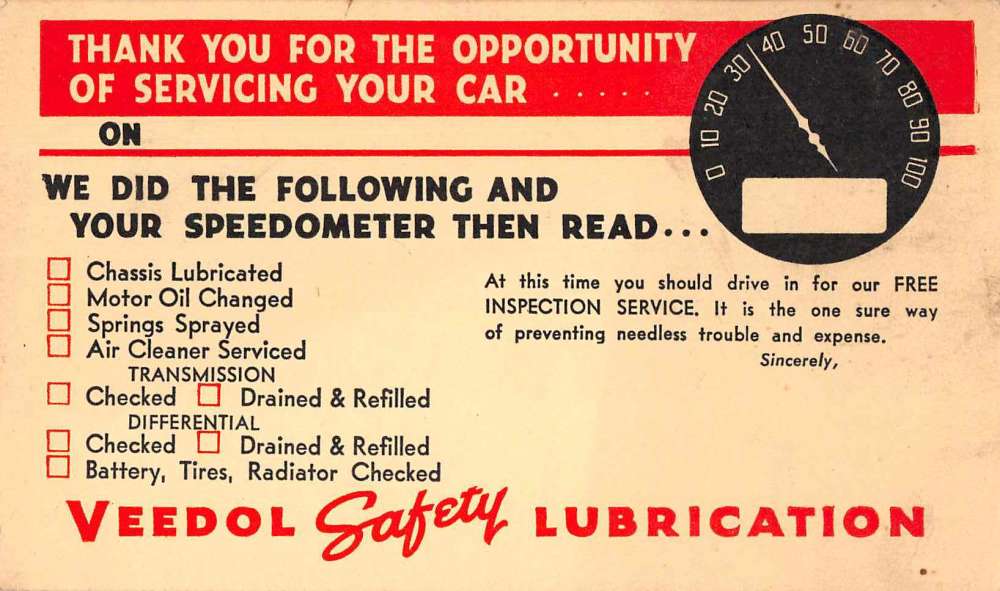 THANK YOU FOR THE OPPORTUNITY
OF SERVICING YOUR CAR . . . . .
ON
0 10 20 30 40 50 60 70 80 90 100
WE DID THE FOLLOWING AND
YOUR SPEEDOMETER THEN READ...
Chassis Lubricated
Motor Oil Changed
Springs Sprayed
Air Cleaner Serviced
TRANSMISSION
Checked Drained & Refilled
DIFFERENTIAL
Checked Drained & Refilled
Battery, Tires, Radiator Checked
At this time you should drive in for our FREE
INSPECTION SERVICE. It is the one sure way
of preventing needless trouble and expense.
Sincerely,
VEEDOL Safety LUBRICATION